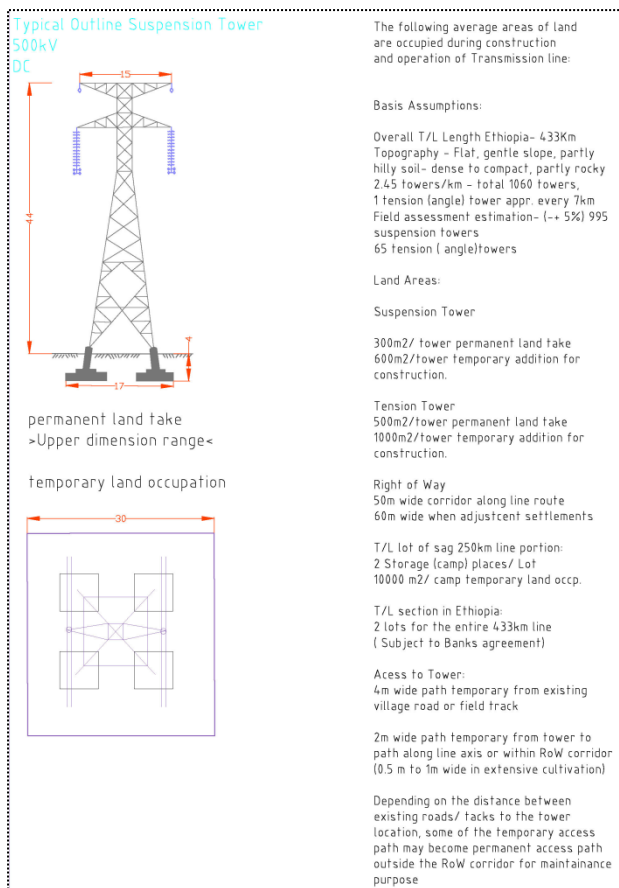 Typical Outline Suspension Tower
500kV
DC
15
44
4
17
permanent land take
>Upper dimension range<
temporary land occupation
30
The following average areas of land
are occupied during construction
and operation of Transmission line:
Basis Assumptions:
Overall T/L Length Ethiopia- 433Km
Topography - Flat, gentle slope, partly
hilly soil- dense to compact, partly rocky
2.45 towers/km - total 1060 towers,
1 tension (angle) tower appr. every 7km
Field assessment estimation- (-+ 5%) 995
suspension towers
65 tension ( angle)towers
Land Areas:
Suspension Tower
300m2/ tower permanent land take
600m2/tower temporary addition for
construction.
Tension Tower
500m2/tower permanent land take
1000m2/tower temporary addition for
construction.
Right of Way
50m wide corridor along line route
60m wide when adjustcent settlements
T/L lot of sag 250km line portion:
2 Storage (camp) places/ Lot
10000 m2/ camp temporary land occp.
T/L section in Ethiopia:
2 lots for the entire 433km line
( Subject to Banks agreement)
Acess to Tower:
4m wide path temporary from existing
village road or field track
2m wide path temporary from tower to
path along line axis or within RoW corridor
(0.5 m to 1m wide in extensive cultivation)
Depending on the distance between
existing roads/ tacks to the tower
location, some of the temporary access
path may become permanent access path
outside the RoW corridor for maintainance
purpose